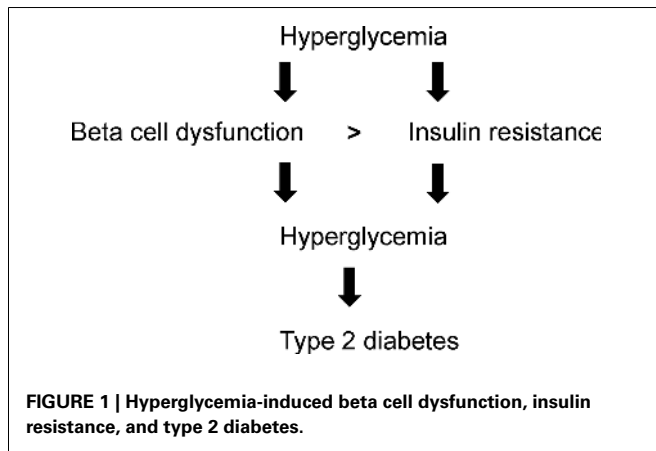 Hyperglycemia
Beta cell dysfunction > Insulin resistance
Hyperglycemia
Type 2 diabetes
FIGURE 1 | Hyperglycemia-induced beta cell dysfunction, insulin
resistance, and type 2 diabetes.